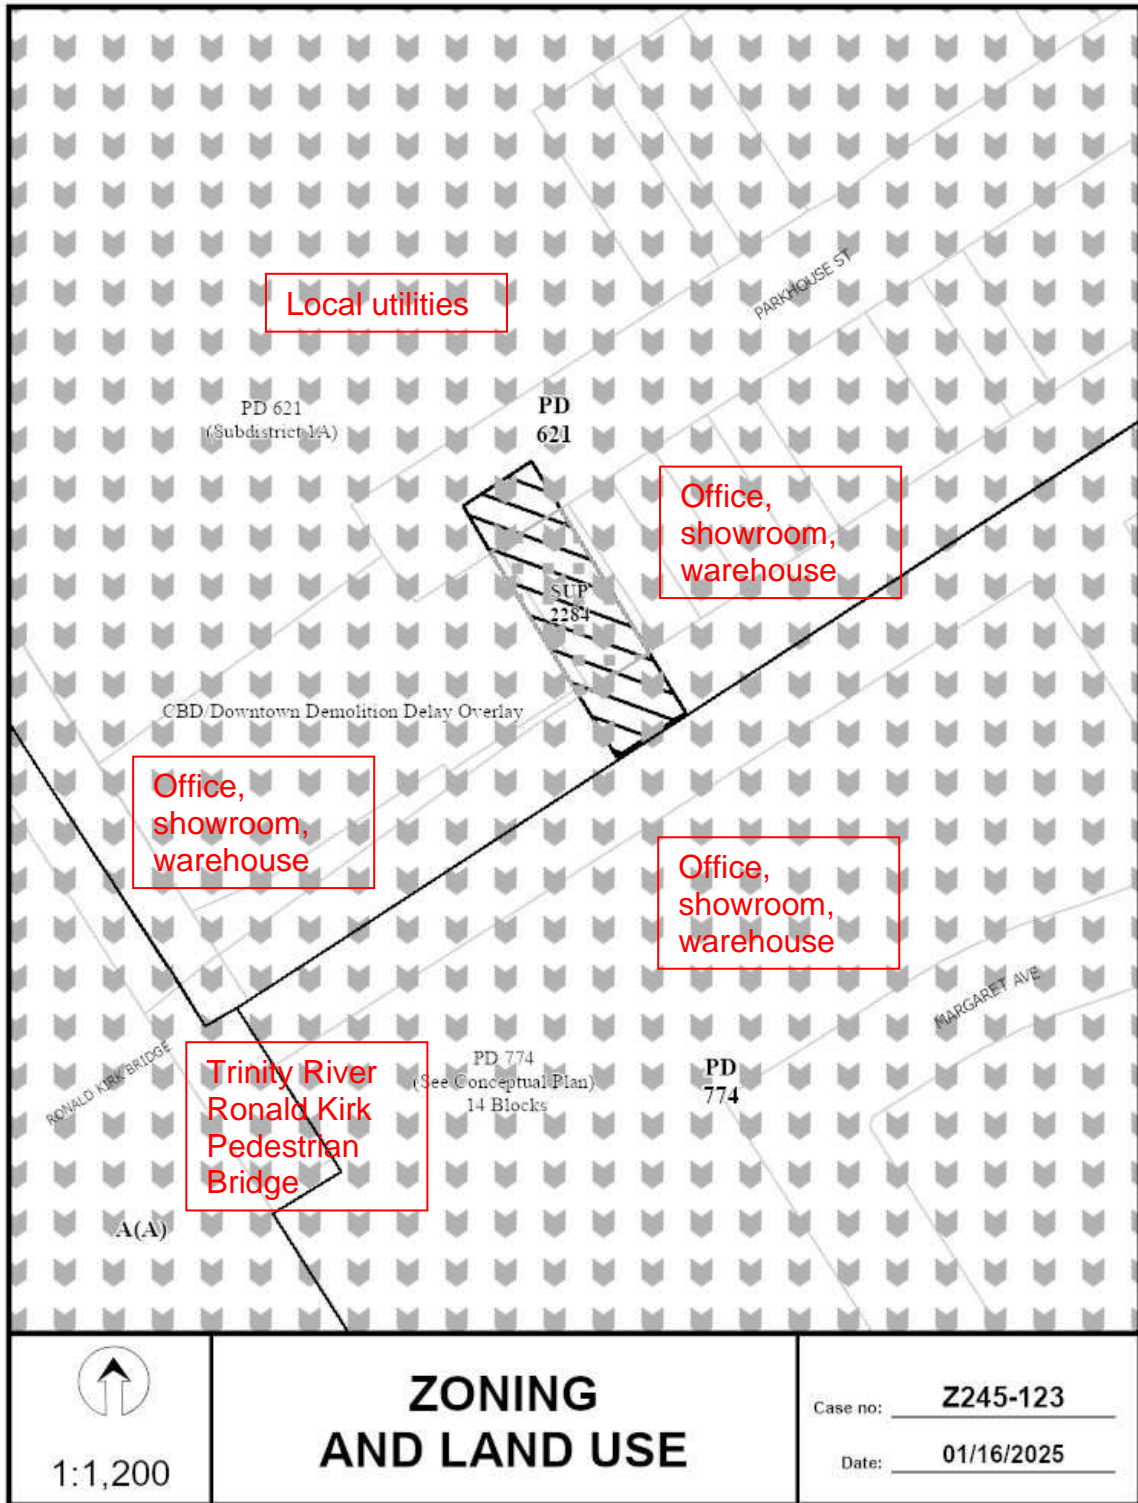 Local utilities
PARKHOUSE ST
PD 621
(Subdistrict 1A)
PD
621
Office,
showroom,
warehouse
SUP
2284
CBD/Downtown Demolition Delay Overlay
Office,
showroom,
warehouse
Office,
showroom,
warehouse
MARGARET AVE
RONALD KIRK BRIDGE
Trinity River
Ronald Kirk
Pedestrian
Bridge
PD 774
(See Conceptual Plan)
14 Blocks
PD
774
A(A)
1:1,200
ZONING
AND LAND USE
Case no: Z245-123
Date: 01/16/2025